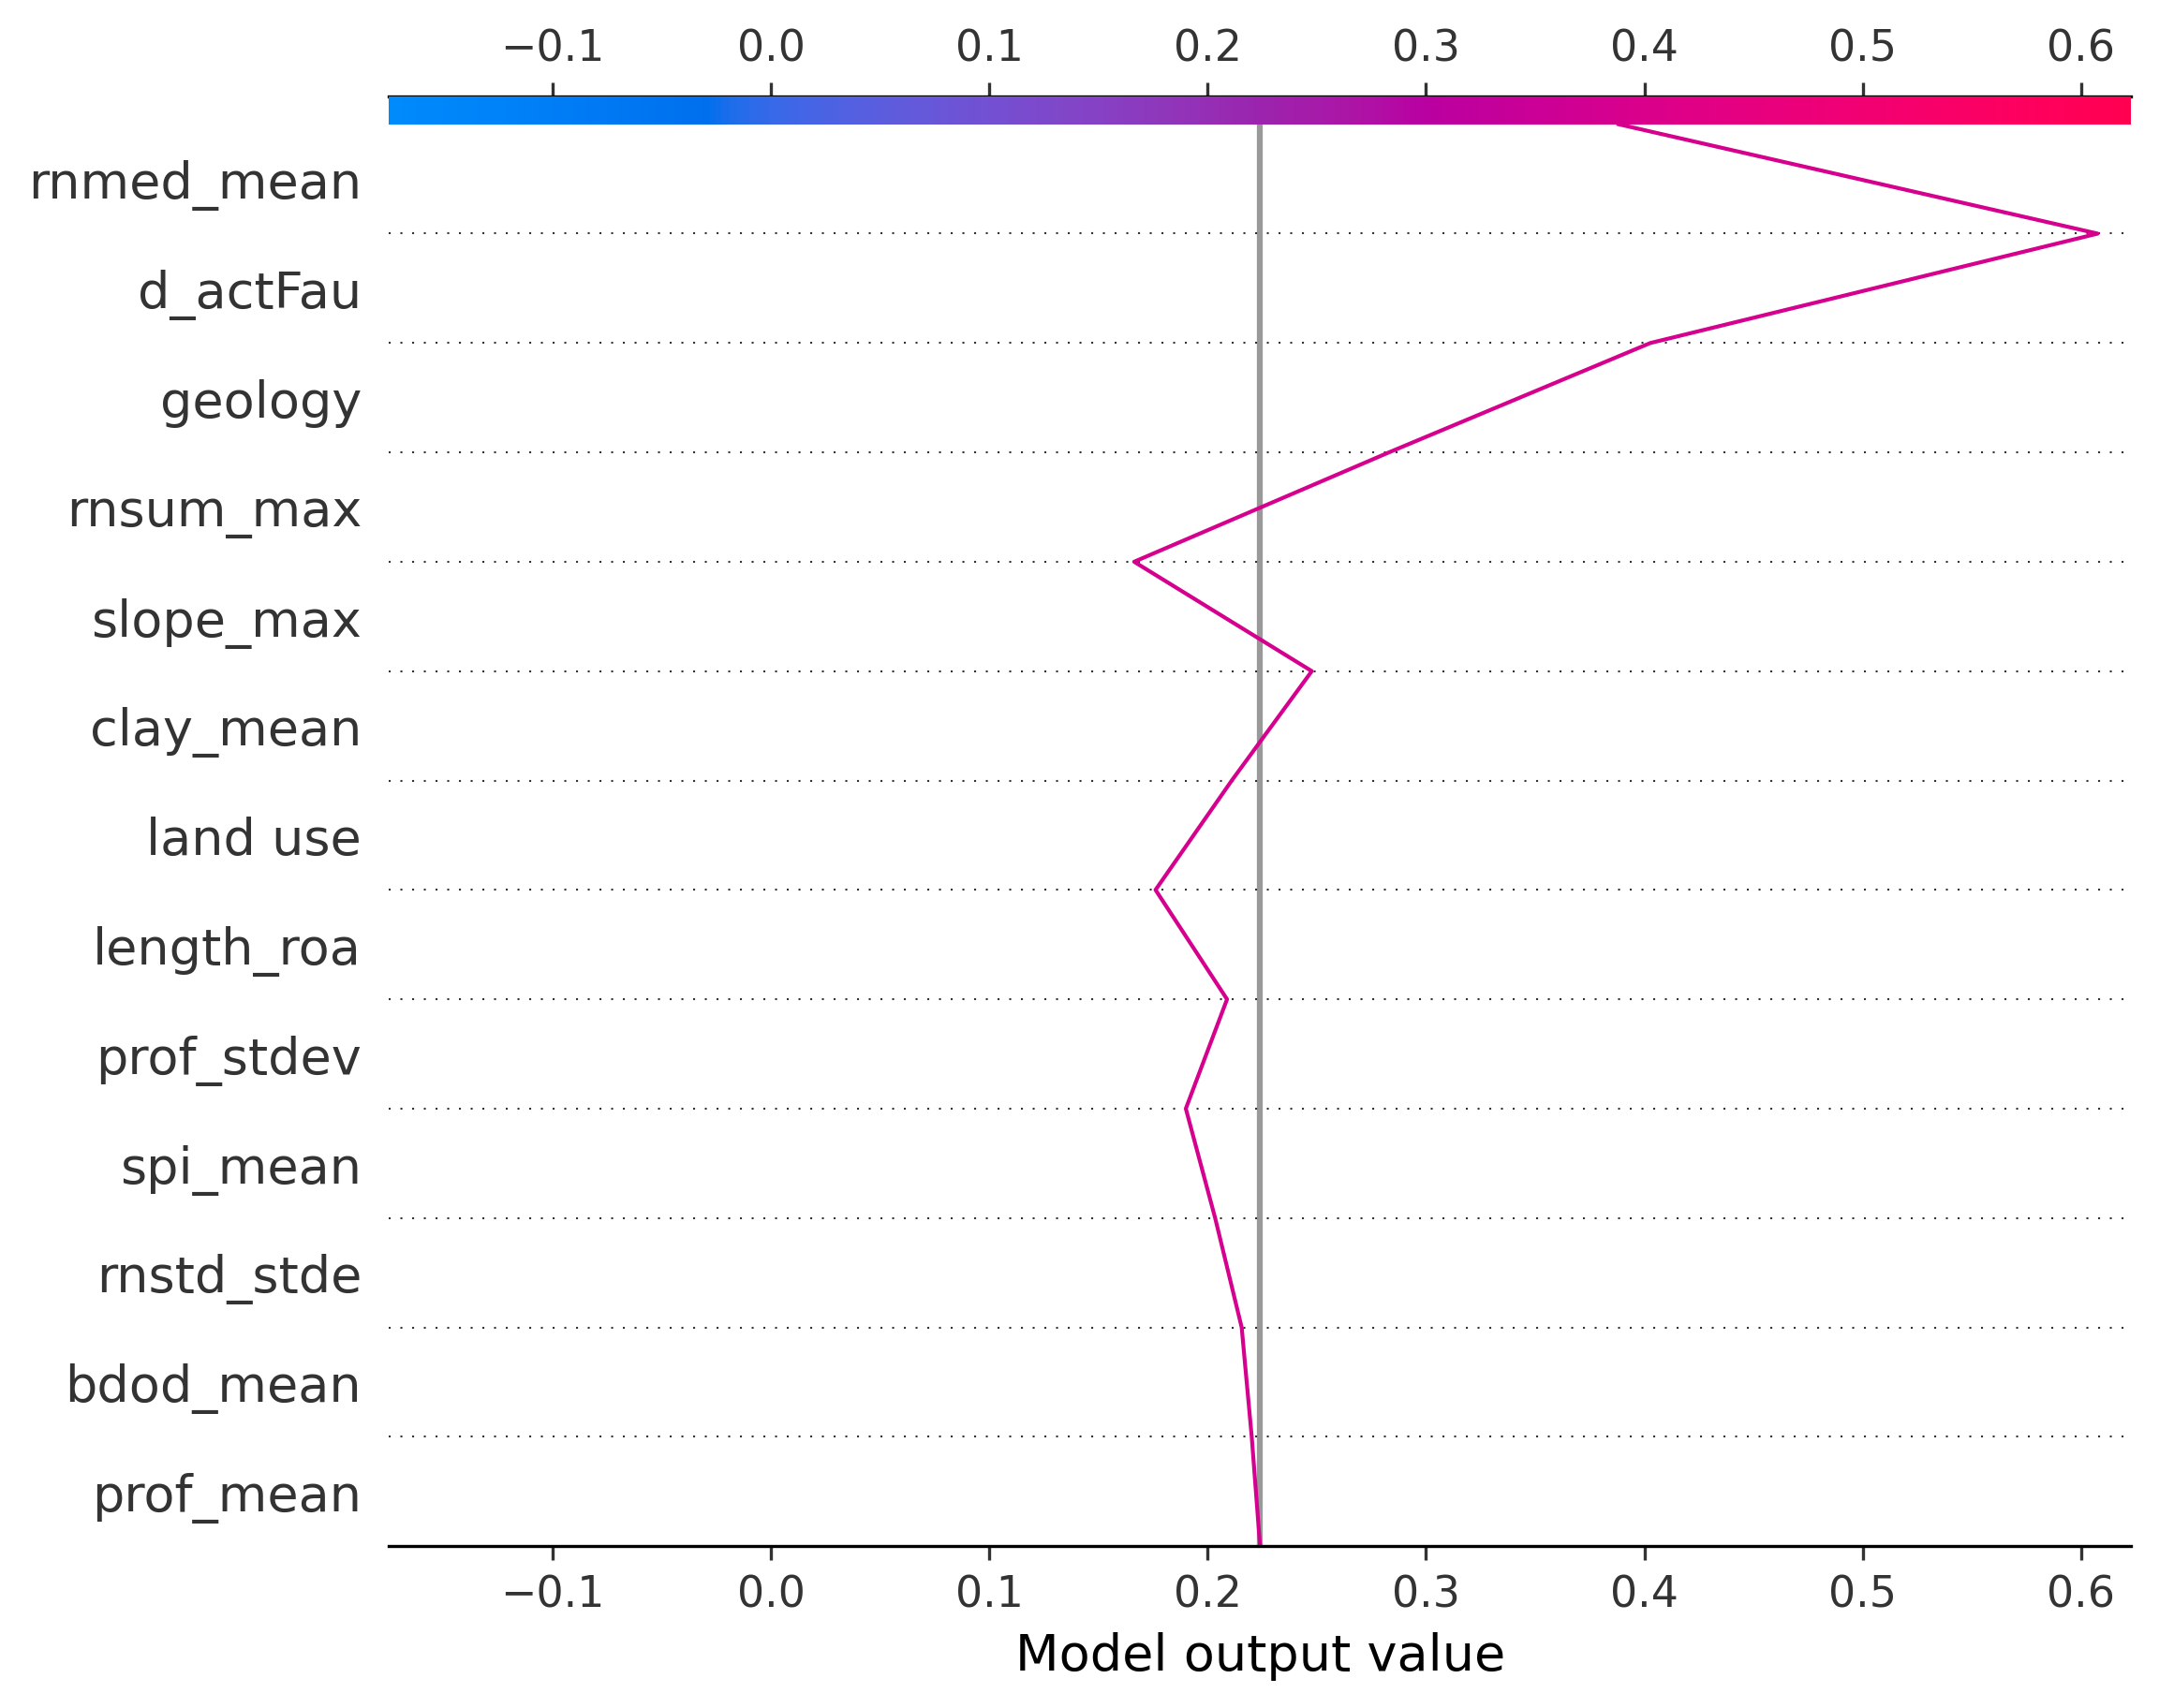 −0.1 0.0 0.1 0.2 0.3 0.4 0.5 0.6
rnmed_mean
d_actFau
geology
rnsum_max
slope_max
clay_mean
land use
length_roa
prof_stdev
spi_mean
rnstd_stde
bdod_mean
prof_mean
−0.1 0.0 0.1 0.2 0.3 0.4 0.5 0.6
Model output value